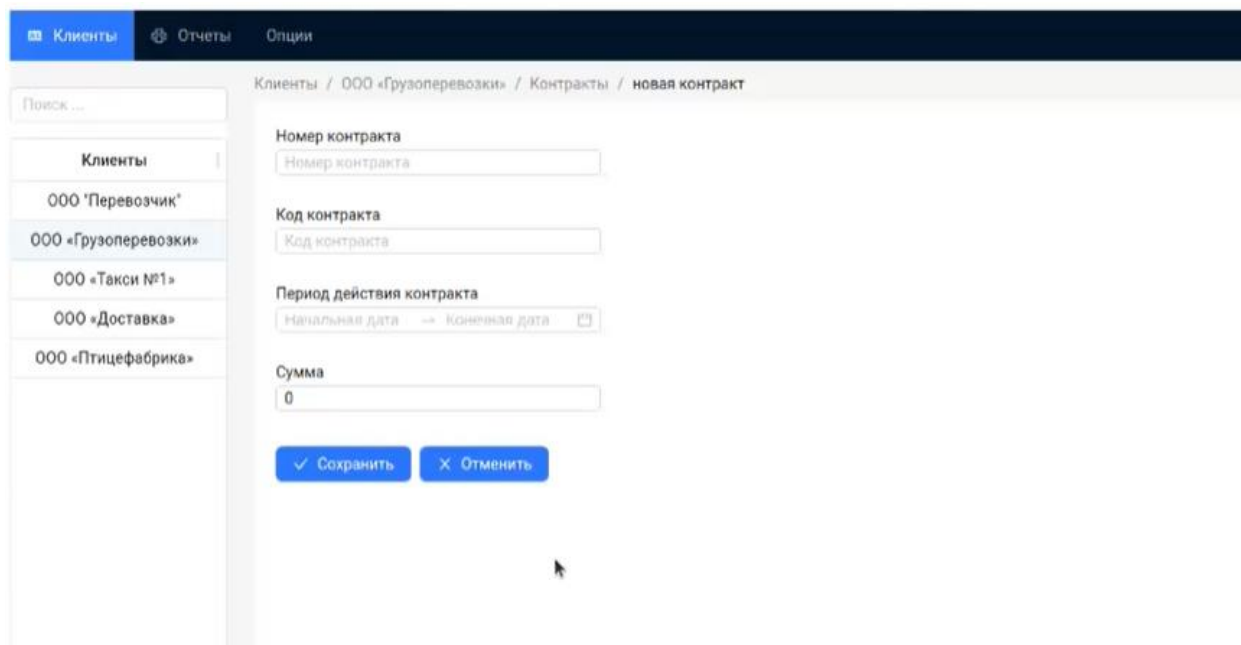 Клиенты Отчеты Опции
Поиск ...
Клиенты
ООО "Перевозчик"
ООО «Грузоперевозки»
ООО «Такси №1»
ООО «Доставка»
ООО «Птицефабрика»
Клиенты / ООО «Грузоперевозки» / Контракты / новая контракт
Номер контракта
Номер контракта
Код контракта
Код контракта
Период действия контракта
Начальная дата → Конечная дата
Сумма
0
Сохранить Отменить